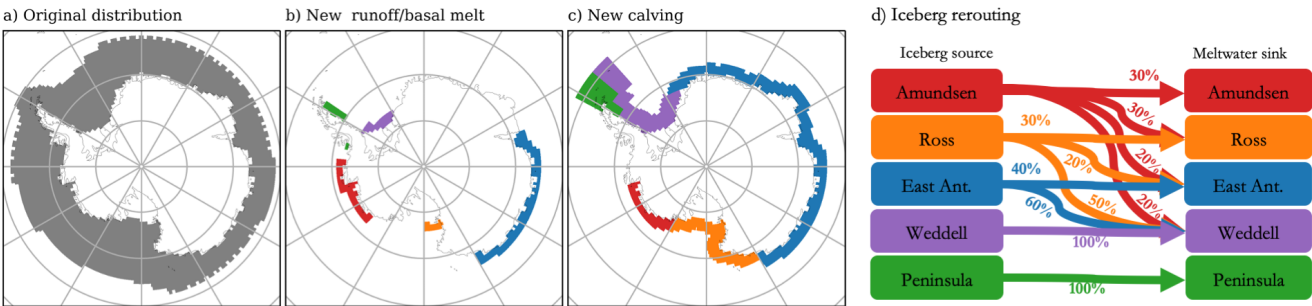 a) Original distribution
b) New runoff/basal melt
c) New calving
d) Iceberg rerouting
Iceberg source
Meltwater sink
Amundsen
30%
Amundsen
30%
Ross
30%
Ross
20%
20%
East Ant.
40%
East Ant.
60%
50%
20%
Weddell
100%
Weddell
Peninsula
100%
Peninsula